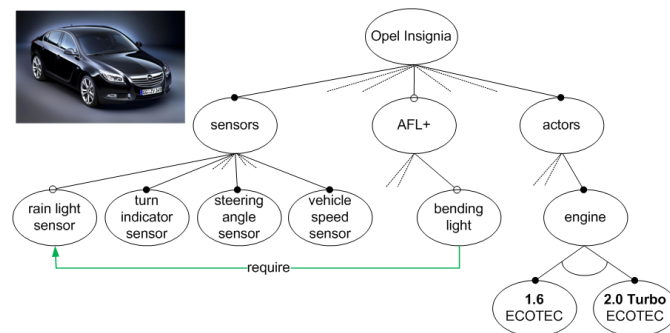 Opel Insignia
sensors
AFL+
actors
rain light
sensor
turn
indicator
sensor
steering
angle
sensor
vehicle
speed
sensor
bending
light
engine
require
1.6
ECOTEC
2.0 Turbo
ECOTEC